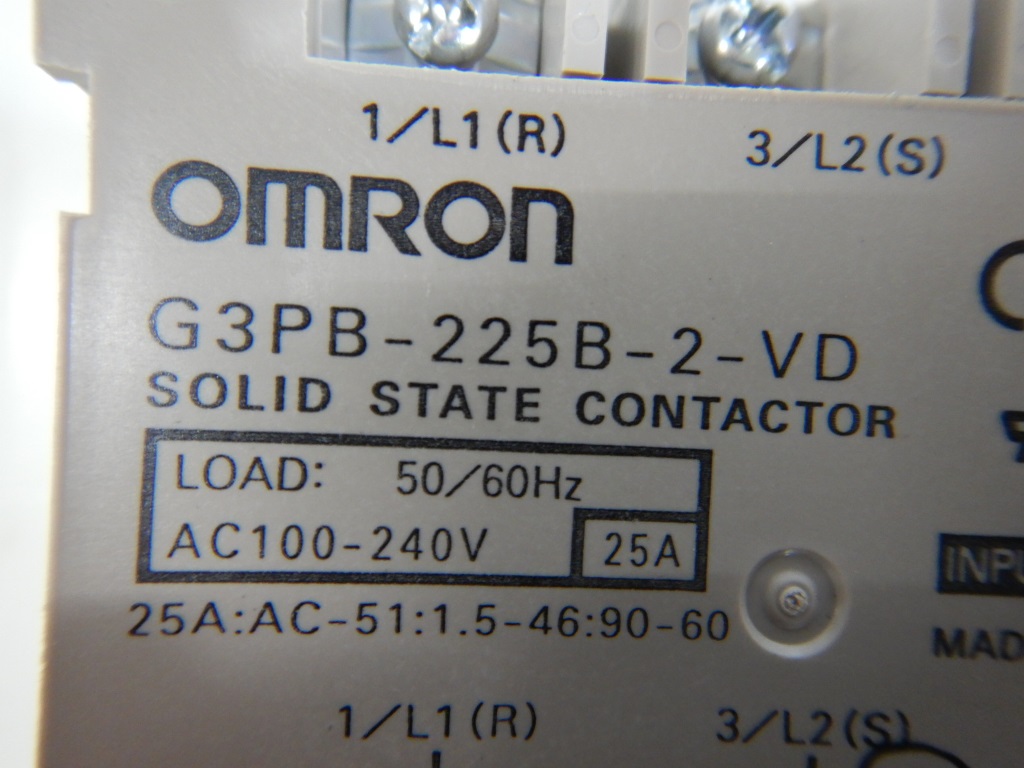 1/L1(R) 3/L2(S)
OMRON
G3PB-225B-2-VD
SOLID STATE CONTACTOR
LOAD: 50/60Hz
AC100-240V 25A
25A:AC-51:1.5-46:90-60
1/L1(R) 3/L2(S)